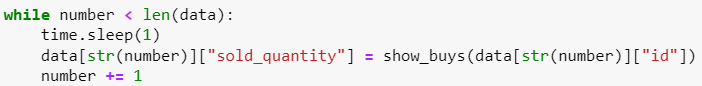 while number < len(data):
    time.sleep(1)
    data[str(number)]["sold_quantity"] = show_buys(data[str(number)]["id"])
    number += 1